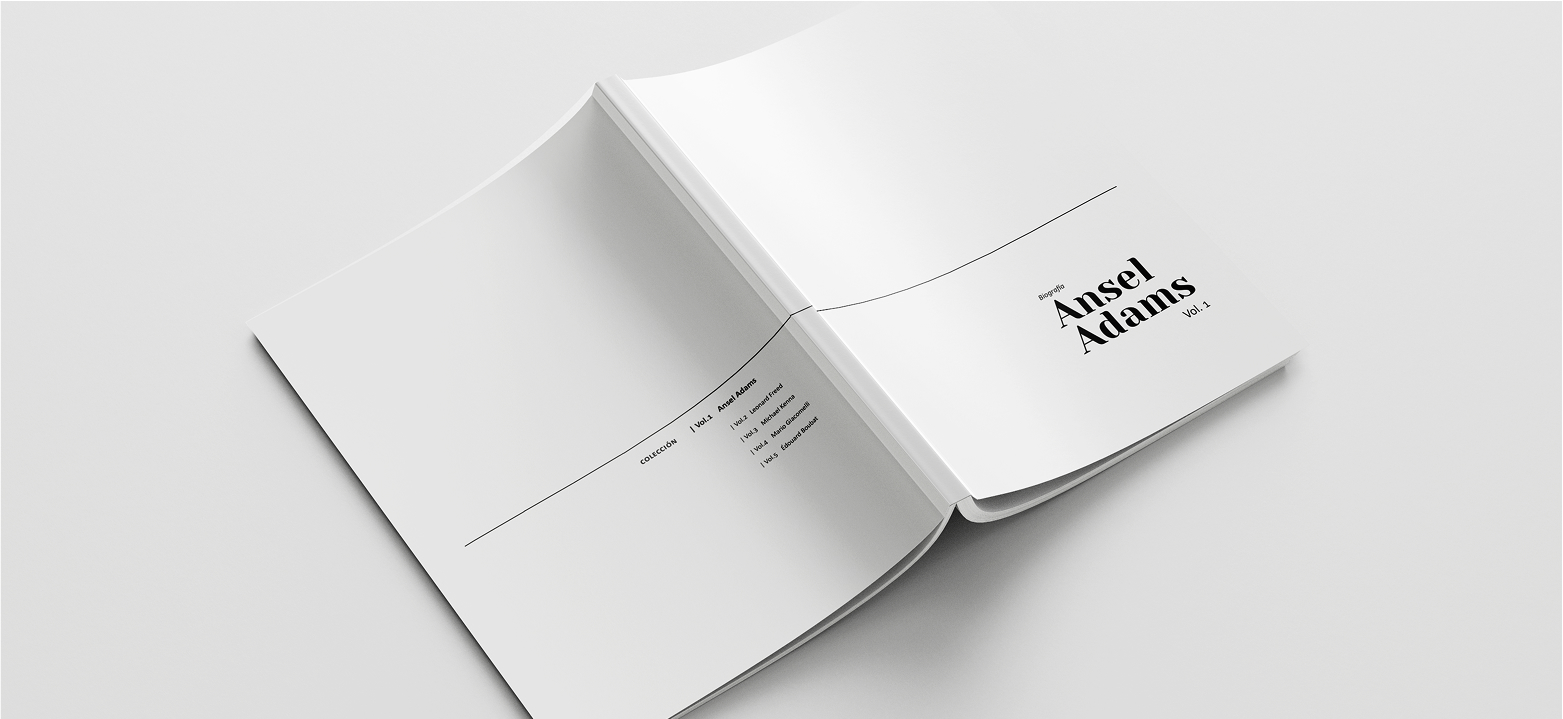 Biografía
Ansel
Adams
Vol. 1
COLECCIÓN | Vol.1 Ansel Adams
| Vol.2 Leonard Freed
| Vol.3 Michael Kenna
| Vol.4 Mario Giacomelli
| Vol.5 Édouard Boubat